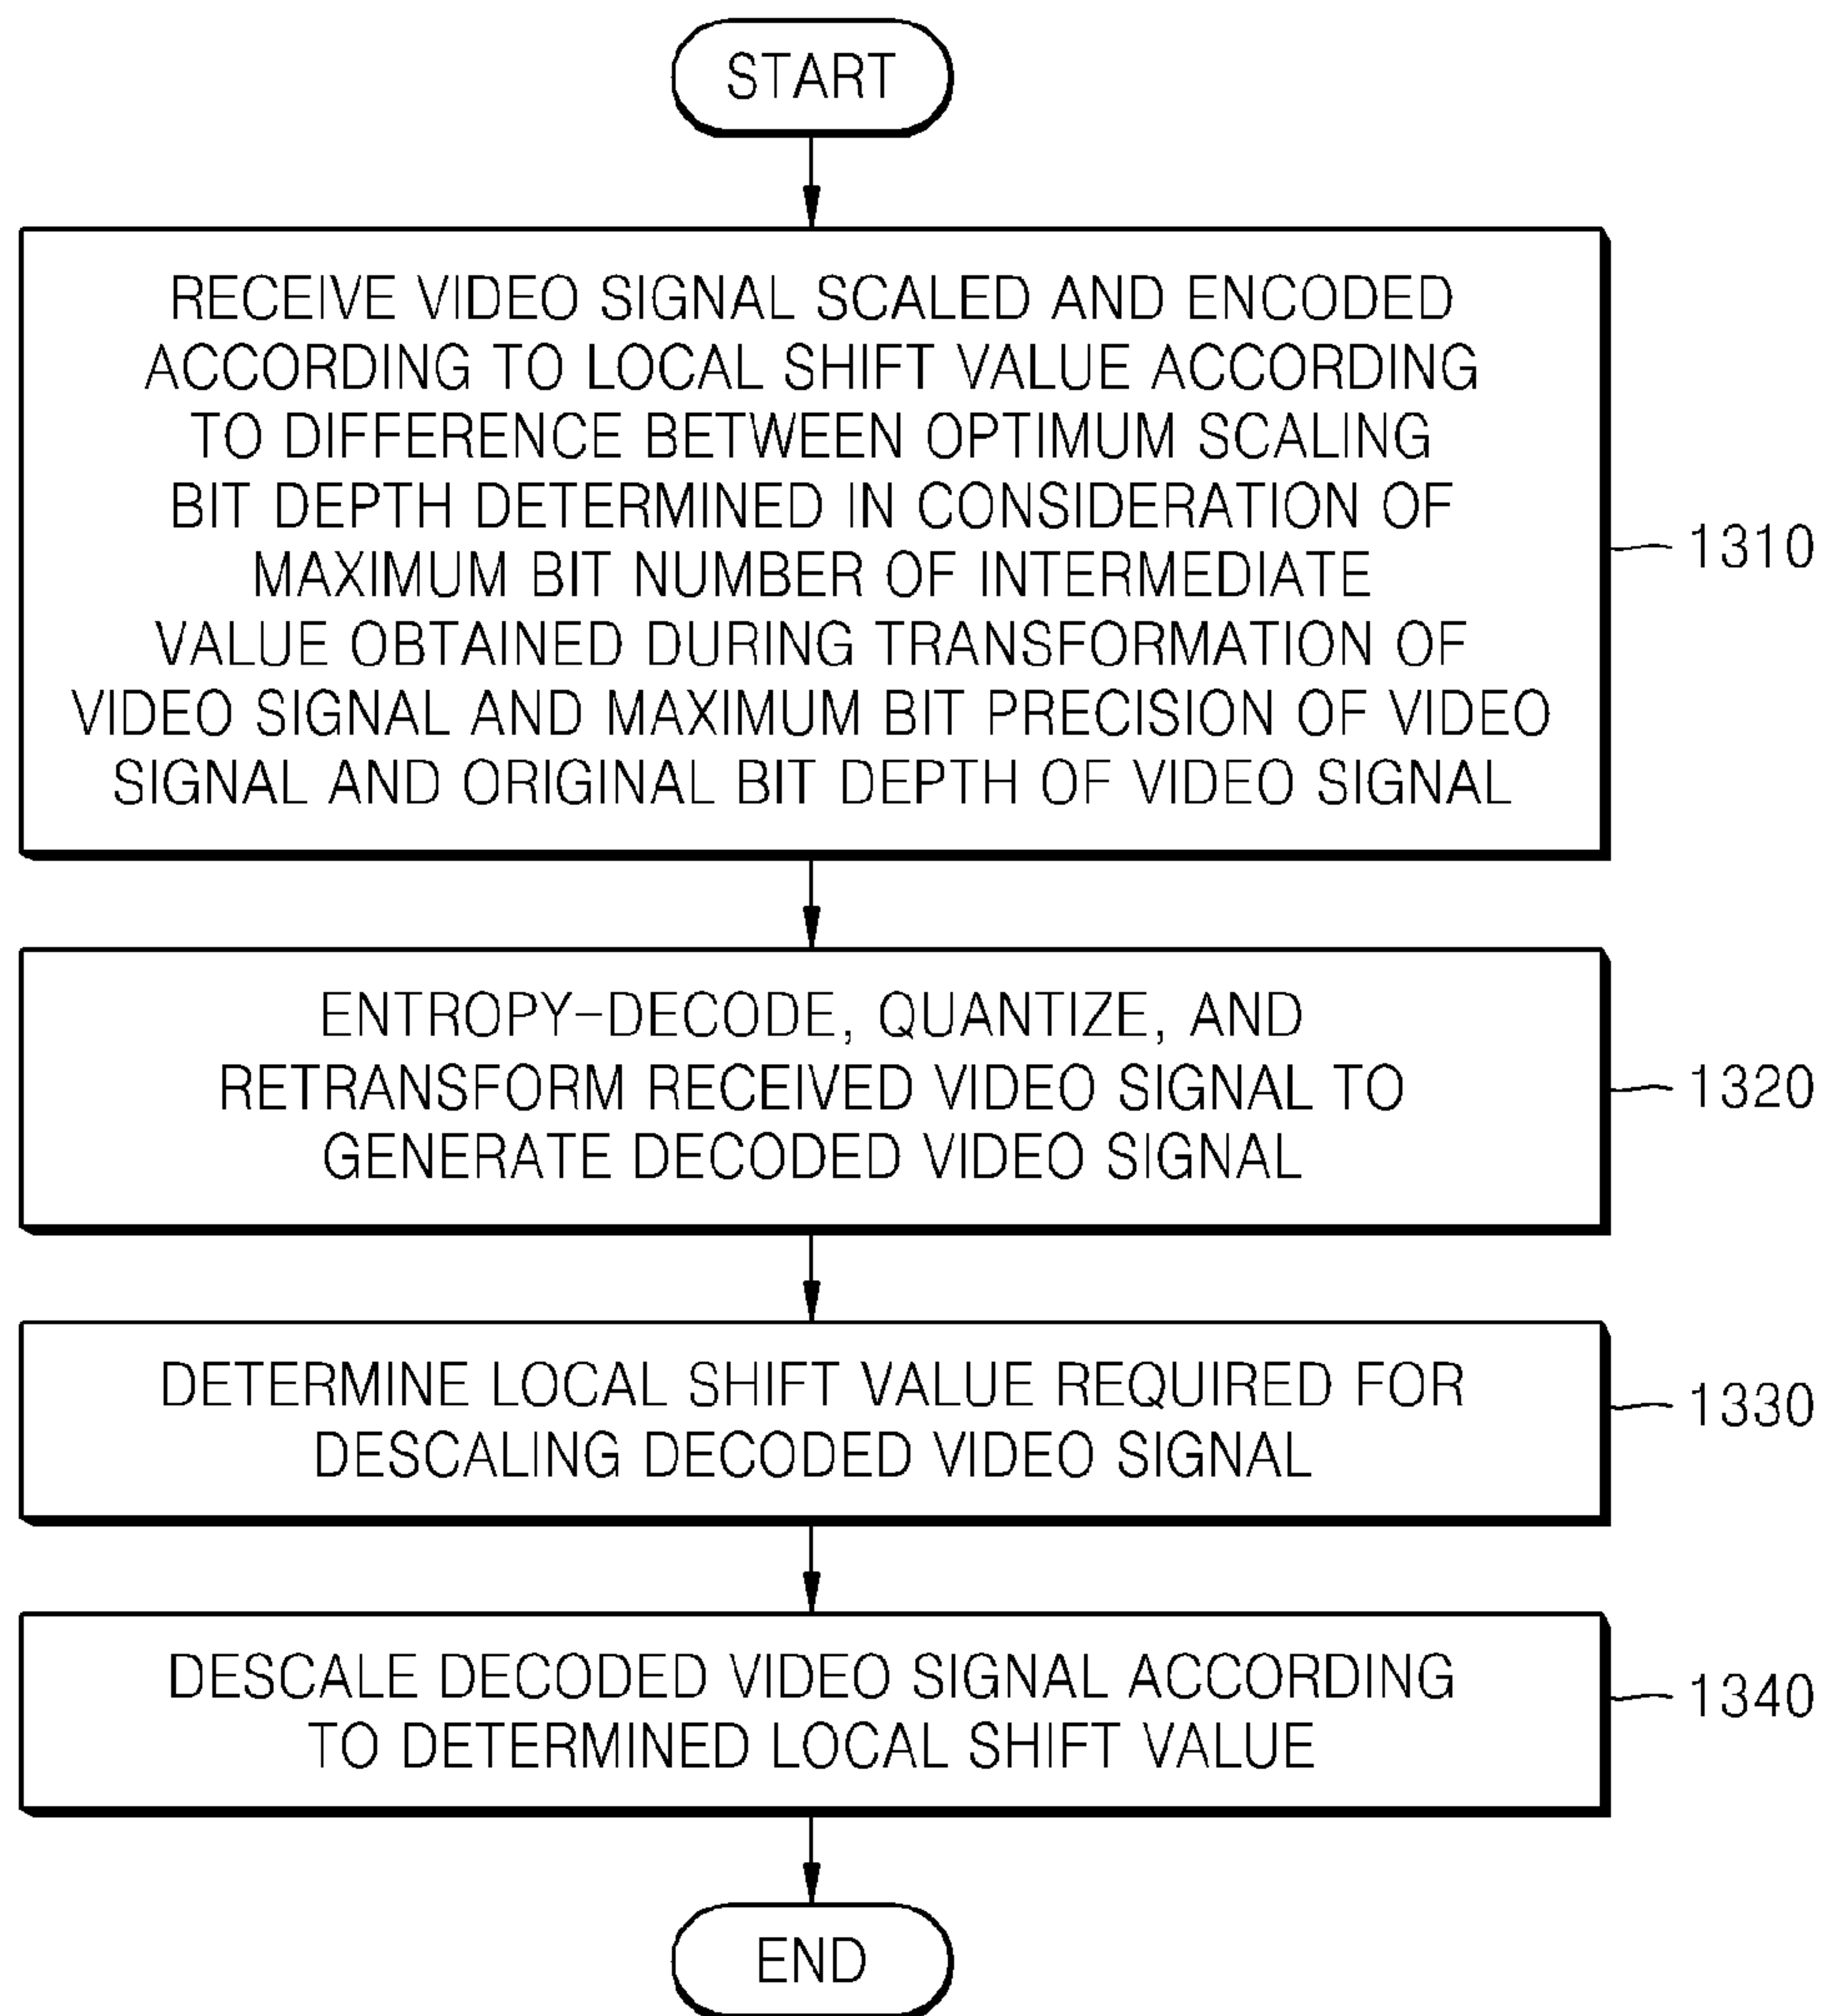 START
RECEIVE VIDEO SIGNAL SCALED AND ENCODED
ACCORDING TO LOCAL SHIFT VALUE ACCORDING
TO DIFFERENCE BETWEEN OPTIMUM SCALING
BIT DEPTH DETERMINED IN CONSIDERATION OF
MAXIMUM BIT NUMBER OF INTERMEDIATE
VALUE OBTAINED DURING TRANSFORMATION OF
VIDEO SIGNAL AND MAXIMUM BIT PRECISION OF VIDEO
SIGNAL AND ORIGINAL BIT DEPTH OF VIDEO SIGNAL
1310
ENTROPY-DECODE, QUANTIZE, AND
RETRANSFORM RECEIVED VIDEO SIGNAL TO
GENERATE DECODED VIDEO SIGNAL
1320
DETERMINE LOCAL SHIFT VALUE REQUIRED FOR
DESCALING DECODED VIDEO SIGNAL
1330
DESCALE DECODED VIDEO SIGNAL ACCORDING
TO DETERMINED LOCAL SHIFT VALUE
1340
END